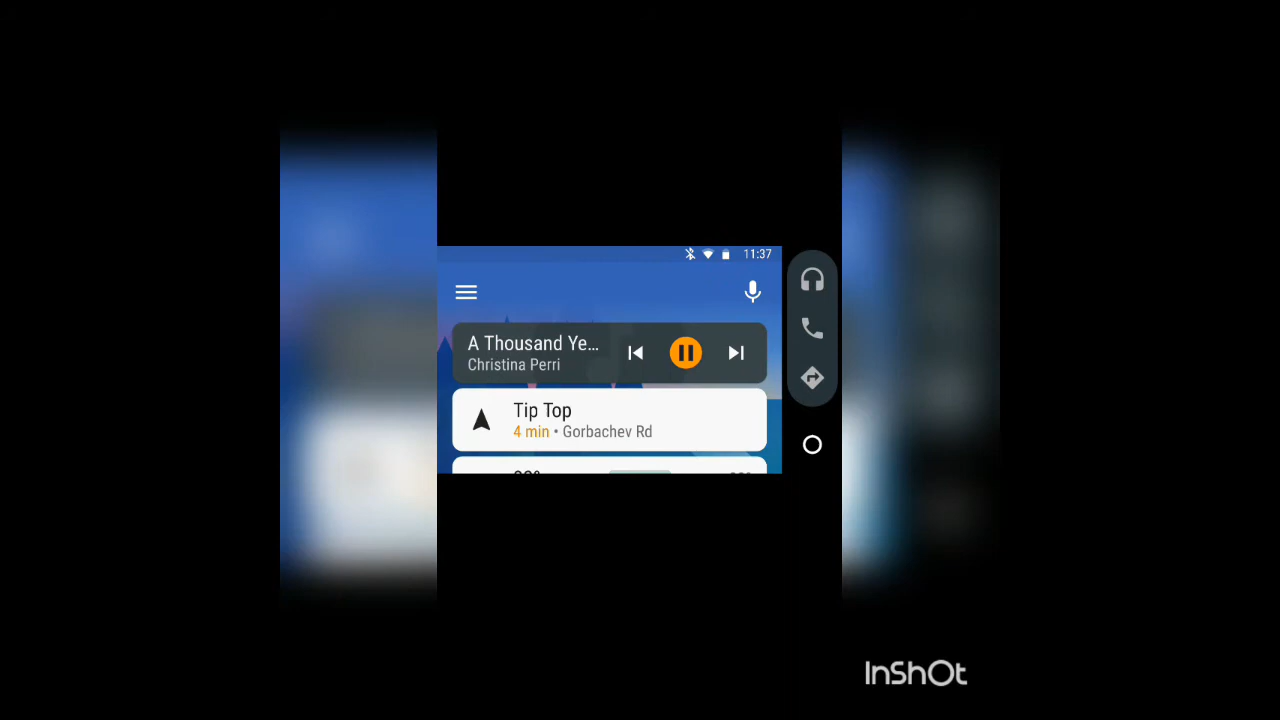 11:37
A Thousand Ye...
Christina Perri
Tip Top
4 min • Gorbachev Rd
InShOt